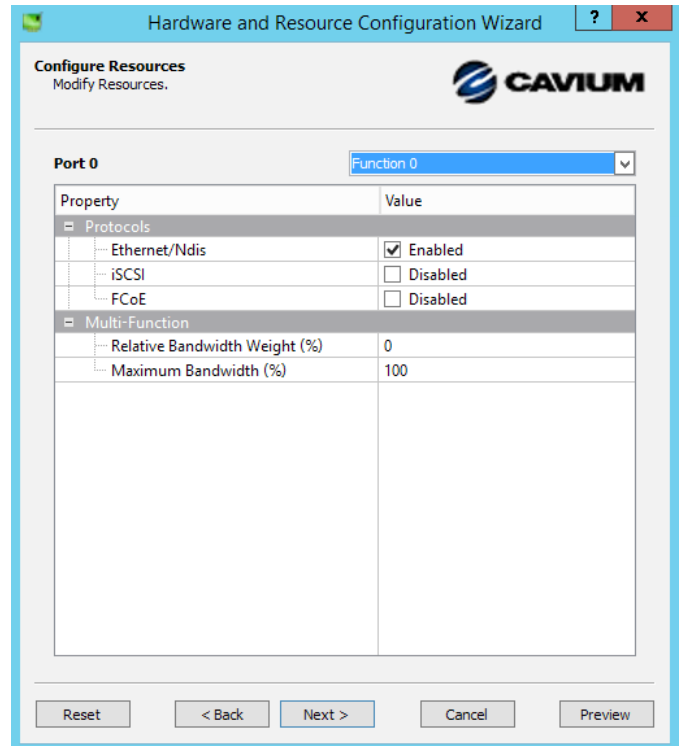 Hardware and Resource Configuration Wizard ? x
Configure Resources
Modify Resources.
CAVIUM
Port 0 Function 0
Property Value
Protocols
Ethernet/Ndis Enabled
iSCSI Disabled
FCoE Disabled
Multi-Function
Relative Bandwidth Weight (%) 0
Maximum Bandwidth (%) 100
Reset < Back Next > Cancel Preview